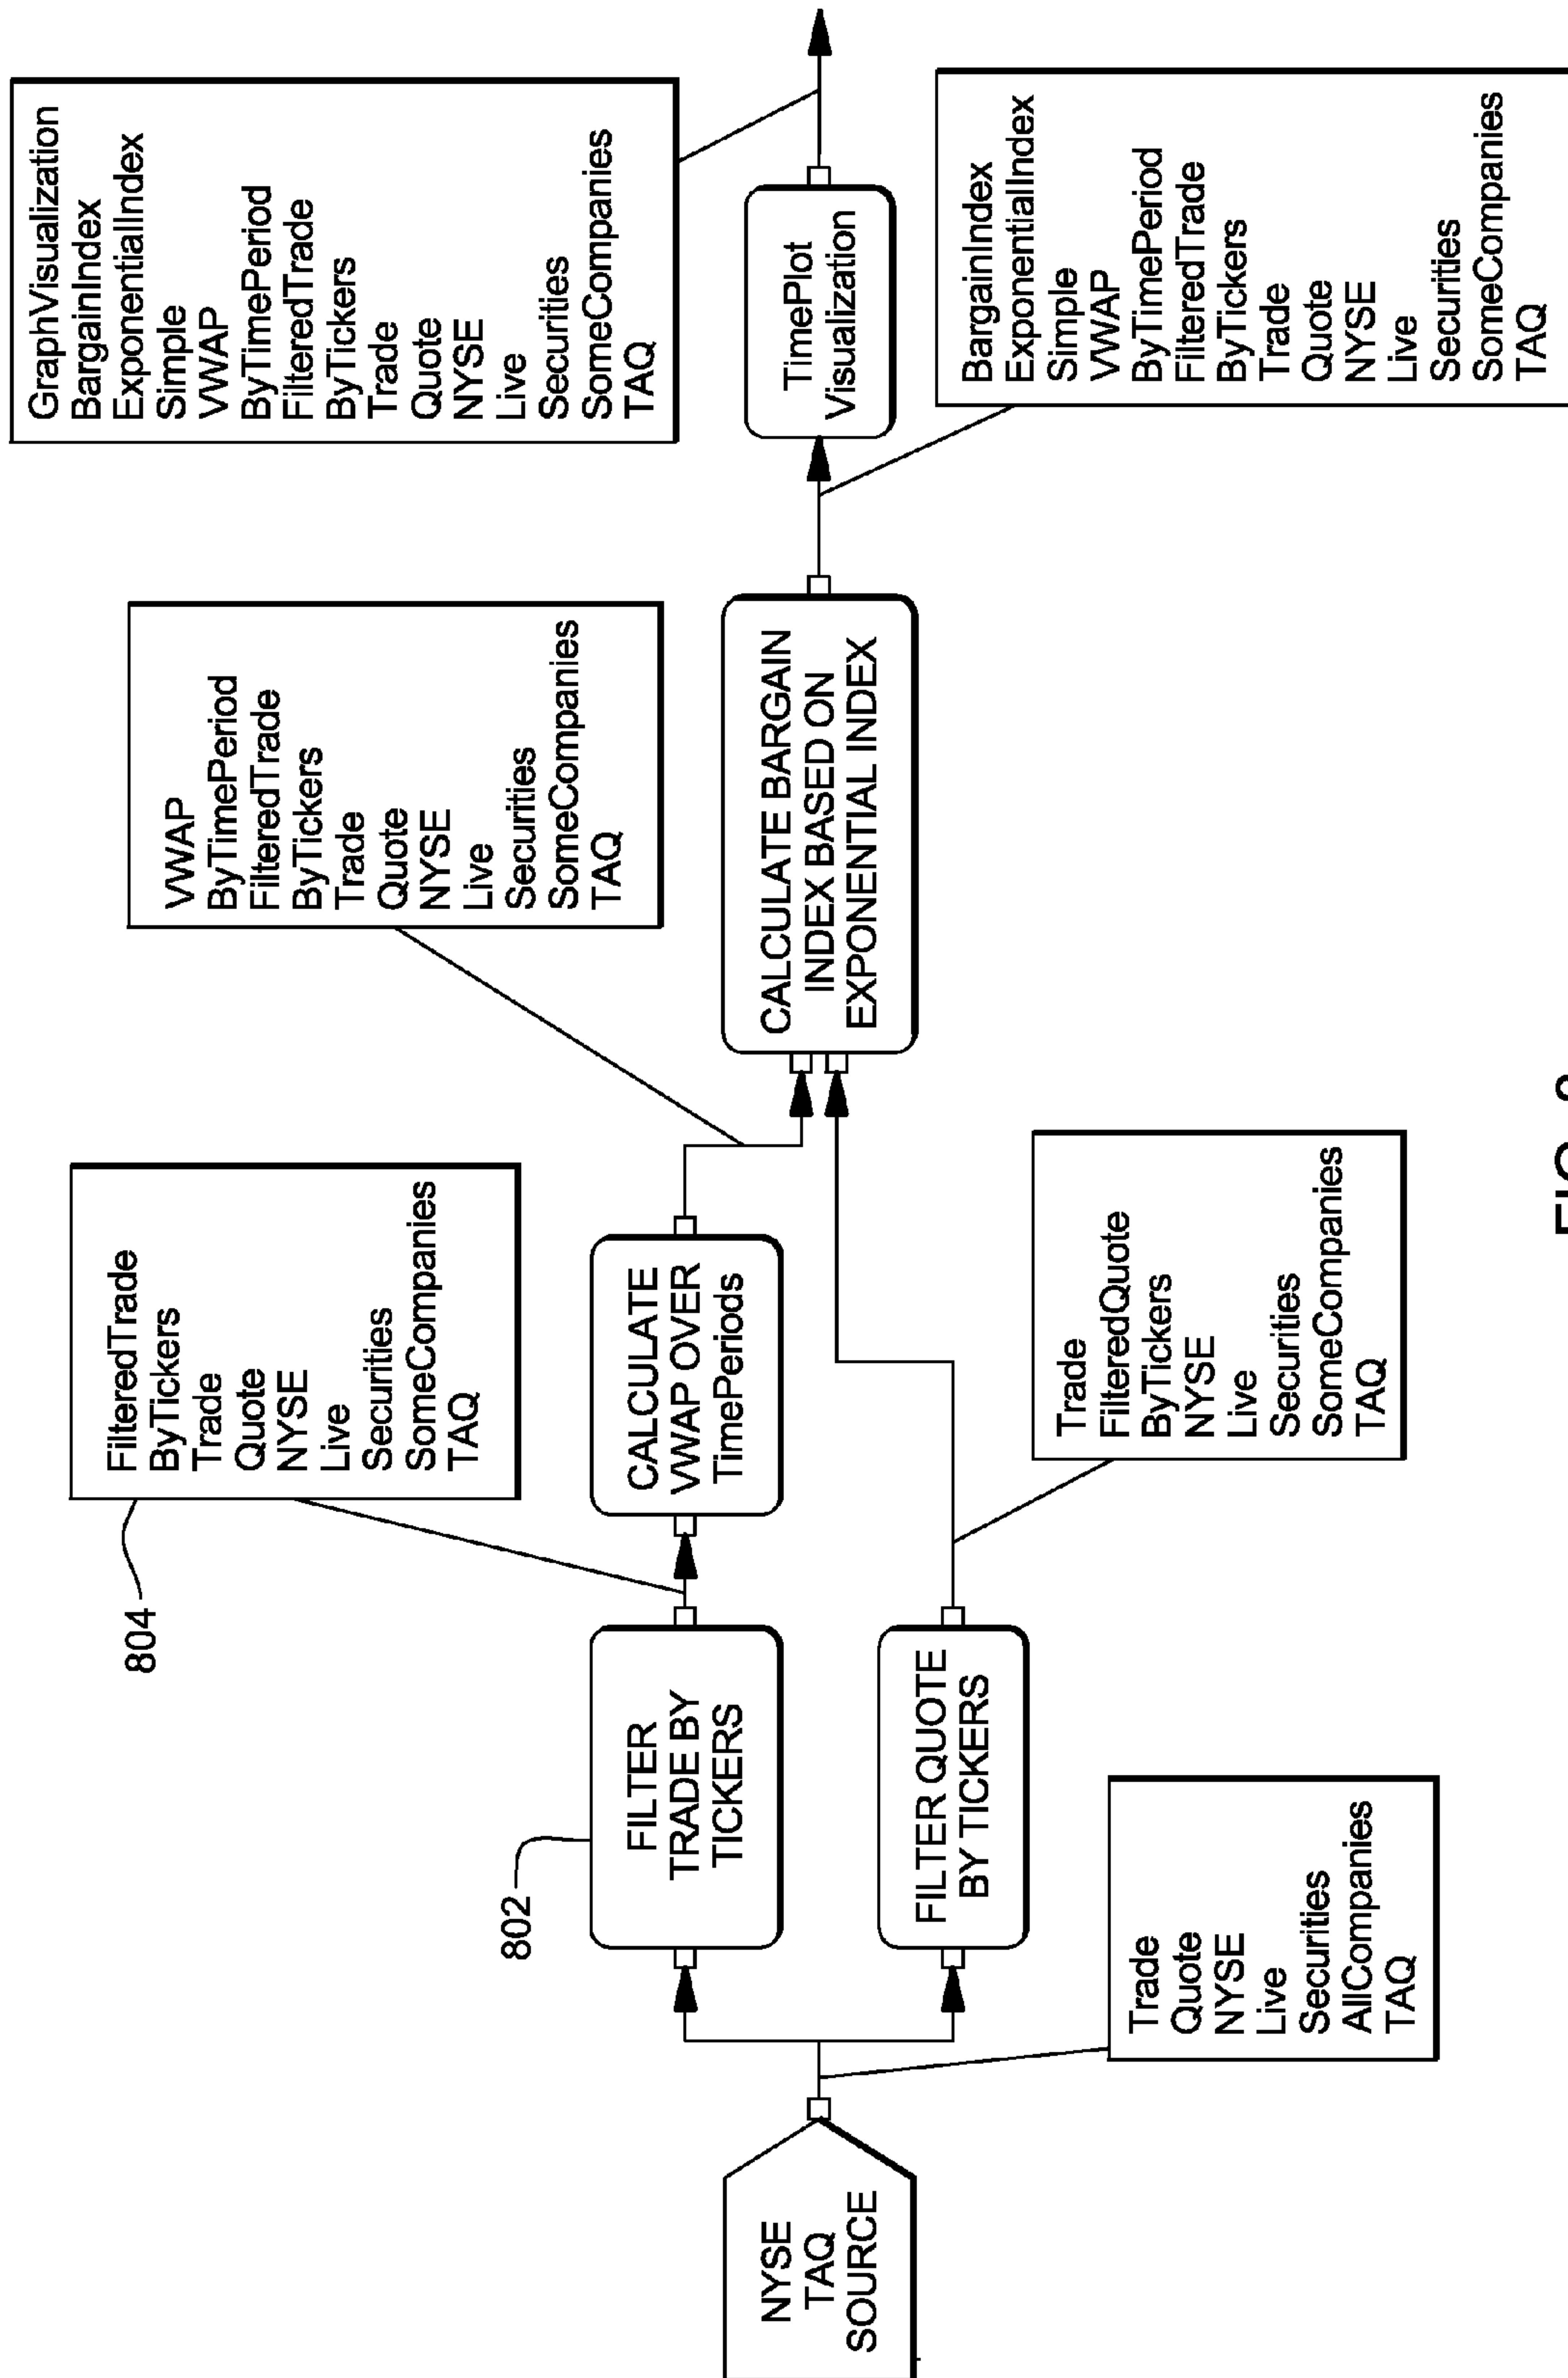 804
FilteredTrade
ByTickers
Trade
Quote
NYSE
Live
Securities
SomeCompanies
TAQ
VWAP
ByTimePeriod
FilteredTrade
ByTickers
Trade
Quote
NYSE
Live
Securities
SomeCompanies
TAQ
GraphVisualization
BargainIndex
ExponentialIndex
Simple
VWAP
ByTimePeriod
FilteredTrade
ByTickers
Trade
Quote
NYSE
Live
Securities
SomeCompanies
TAQ
802
NYSE
TAQ
SOURCE
FILTER
TRADE BY
TICKERS
CALCULATE
VWAP OVER
TimePeriods
CALCULATE BARGAIN
INDEX BASED ON
EXPONENTIAL INDEX
TimePlot
Visualization
FILTER QUOTE
BY TICKERS
Trade
Quote
NYSE
Live
Securities
AllCompanies
TAQ
Trade
FilteredQuote
ByTickers
NYSE
Live
Securities
SomeCompanies
TAQ
BargainIndex
ExponentialIndex
Simple
VWAP
ByTimePeriod
FilteredTrade
ByTickers
Trade
Quote
NYSE
Live
Securities
SomeCompanies
TAQ